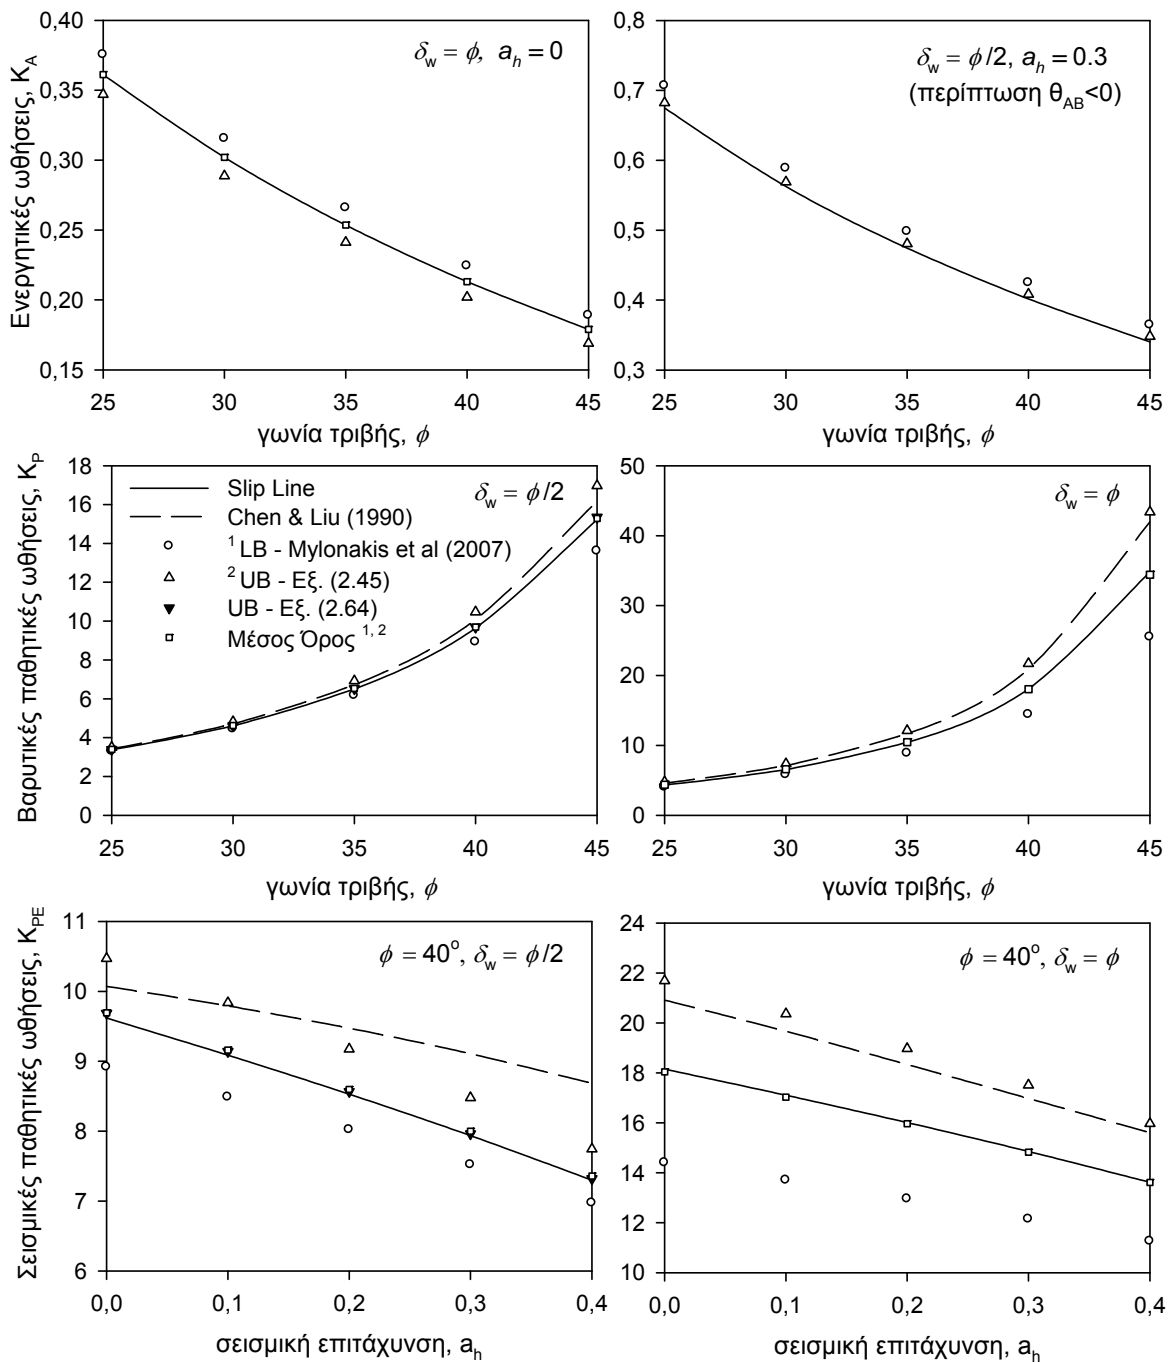 Ενεργητικές ωθήσεις, K_A
0,40
0,35
0,30
0,25
0,20
0,15
δ_w = ϕ, a_h = 0
25 30 35 40 45
γωνία τριβής, ϕ
0,8
0,7
0,6
0,5
0,4
0,3
δ_w = ϕ/2, a_h = 0.3
(περίπτωση θ_AB<0)
25 30 35 40 45
γωνία τριβής, ϕ
Βαρυτικές παθητικές ωθήσεις, K_P
18
16
14
12
10
8
6
4
2
0
δ_w = ϕ/2
Slip Line
Chen & Liu (1990)
¹ LB - Mylonakis et al (2007)
² UB - Εξ. (2.45)
UB - Εξ. (2.64)
Μέσος Όρος ¹, ²
25 30 35 40 45
γωνία τριβής, ϕ
50
40
30
20
10
0
δ_w = ϕ
25 30 35 40 45
γωνία τριβής, ϕ
Σεισμικές παθητικές ωθήσεις, K_PE
11
10
9
8
7
6
ϕ = 40°, δ_w = ϕ/2
0,0 0,1 0,2 0,3 0,4
σεισμική επιτάχυνση, a_h
24
22
20
18
16
14
12
10
ϕ = 40°, δ_w = ϕ
0,0 0,1 0,2 0,3 0,4
σεισμική επιτάχυνση, a_h